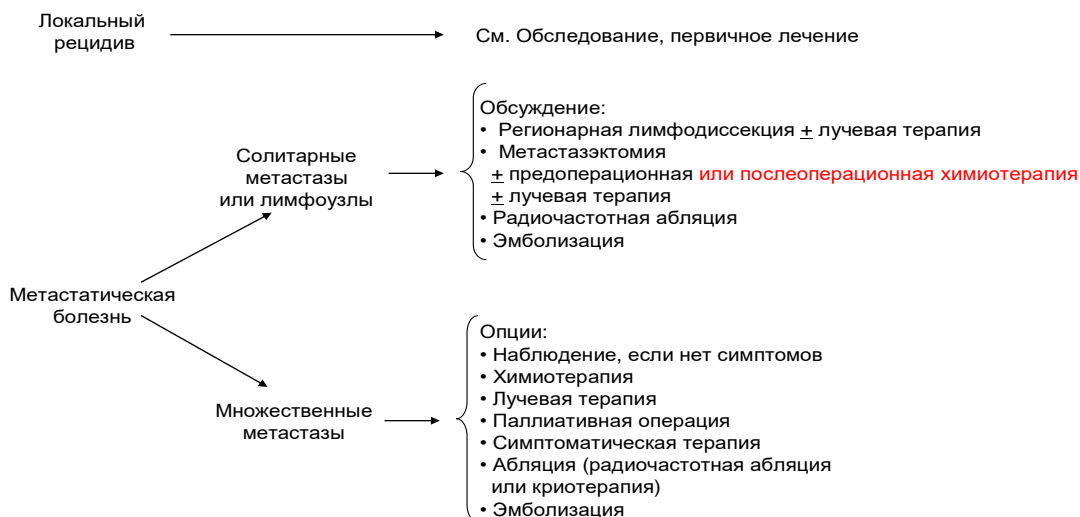 Локальный
рецидив
См. Обследование, первичное лечение
Солитарные
метастазы
или лимфоузлы
Обсуждение:
• Регионарная лимфодиссекция + лучевая терапия
• Метастазэктомия
+ предоперационная или послеоперационная химиотерапия
+ лучевая терапия
• Радиочастотная абляция
• Эмболизация
Метастатическая
болезнь
Множественные
метастазы
Опции:
• Наблюдение, если нет симптомов
• Химиотерапия
• Лучевая терапия
• Паллиативная операция
• Симптоматическая терапия
• Абляция (радиочастотная абляция
или криотерапия)
• Эмболизация